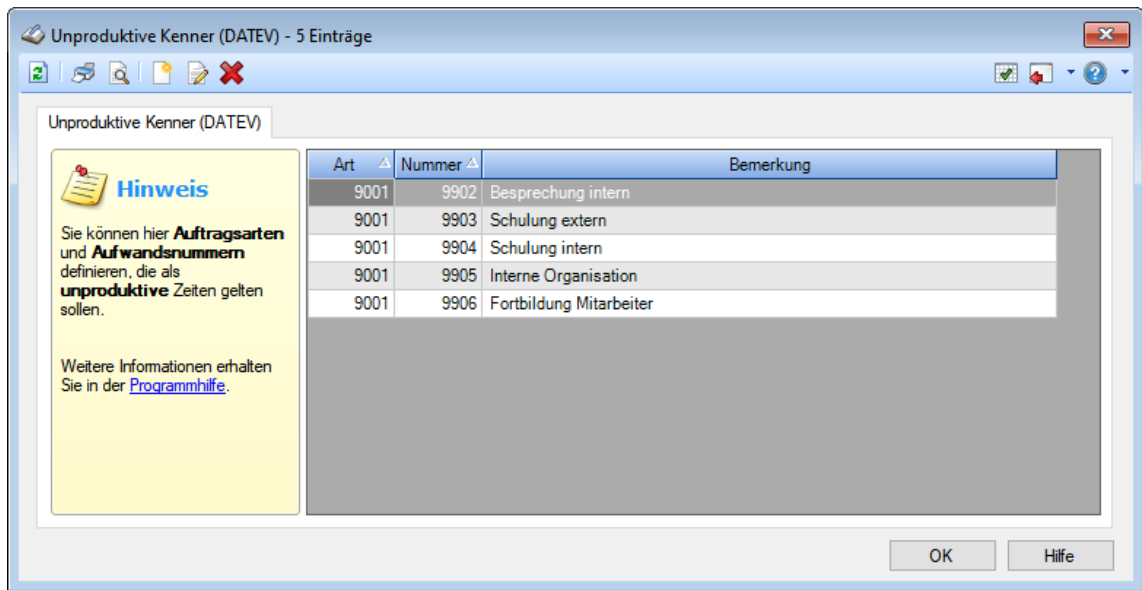 Unproduktive Kenner (DATEV) - 5 Einträge
Unproduktive Kenner (DATEV)
Hinweis
Sie können hier Auftragsarten
und Aufwandsnummern
definieren, die als
unproduktive Zeiten gelten
sollen.
Weitere Informationen erhalten
Sie in der Programmhilfe.
Art Nummer Bemerkung
9001 9902 Besprechung intern
9001 9903 Schulung extern
9001 9904 Schulung intern
9001 9905 Interne Organisation
9001 9906 Fortbildung Mitarbeiter
OK Hilfe